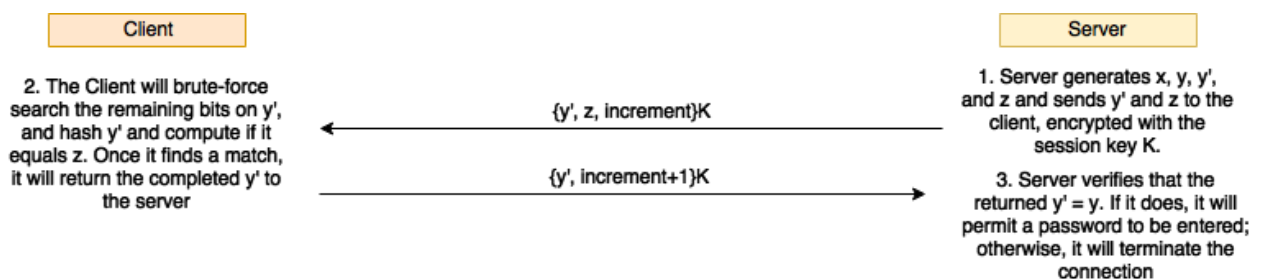 Client
Server
2. The Client will brute-force
search the remaining bits on y',
and hash y' and compute if it
equals z. Once it finds a match,
it will return the completed y' to
the server
{y', z, increment}K
{y', increment+1}K
1. Server generates x, y, y',
and z and sends y' and z to the
client, encrypted with the
session key K.
3. Server verifies that the
returned y' = y. If it does, it will
permit a password to be entered;
otherwise, it will terminate the
connection